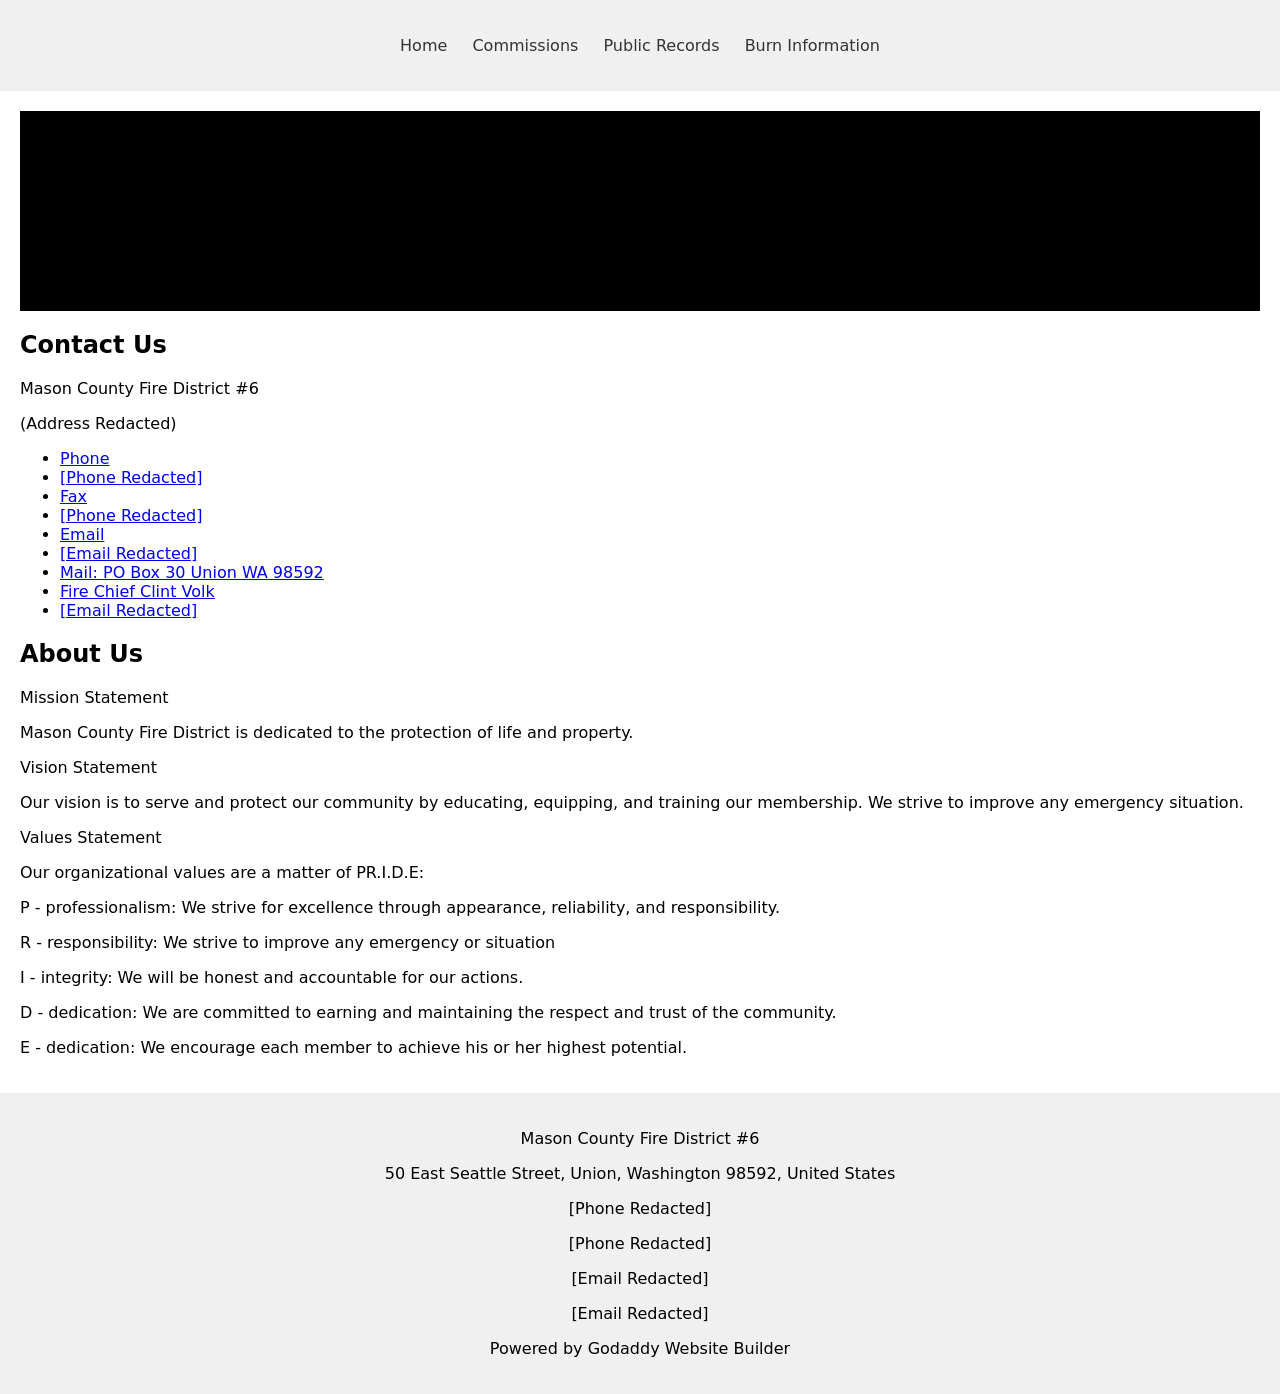 Home Commissions Public Records Burn Information
Contact Us
Mason County Fire District #6
(Address Redacted)
Phone
[Phone Redacted]
Fax
[Phone Redacted]
Email
[Email Redacted]
Mail: PO Box 30 Union WA 98592
Fire Chief Clint Volk
[Email Redacted]
About Us
Mission Statement
Mason County Fire District is dedicated to the protection of life and property.
Vision Statement
Our vision is to serve and protect our community by educating, equipping, and training our membership. We strive to improve any emergency situation.
Values Statement
Our organizational values are a matter of PR.I.D.E:
P - professionalism: We strive for excellence through appearance, reliability, and responsibility.
R - responsibility: We strive to improve any emergency or situation
I - integrity: We will be honest and accountable for our actions.
D - dedication: We are committed to earning and maintaining the respect and trust of the community.
E - dedication: We encourage each member to achieve his or her highest potential.
Mason County Fire District #6
50 East Seattle Street, Union, Washington 98592, United States
[Phone Redacted]
[Phone Redacted]
[Email Redacted]
[Email Redacted]
Powered by Godaddy Website Builder